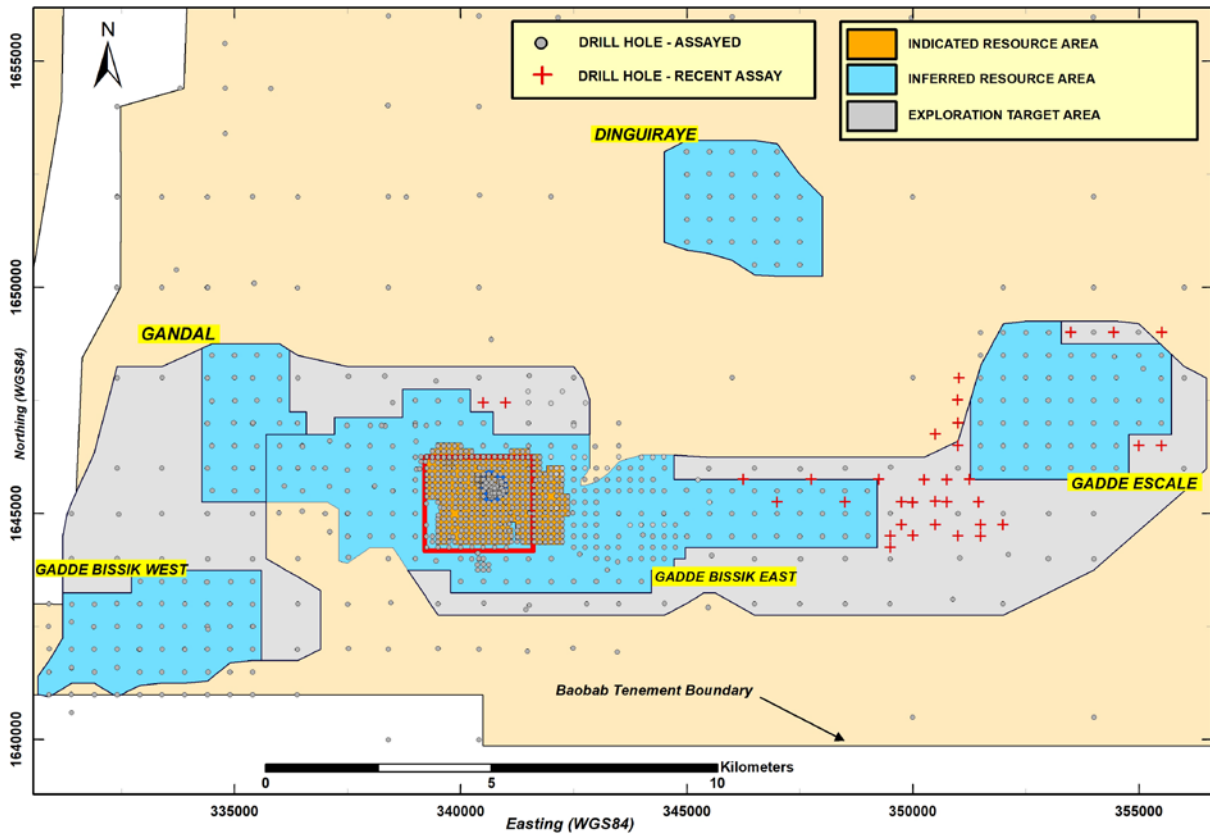 N
DRILL HOLE - ASSAYED
DRILL HOLE - RECENT ASSAY
INDICATED RESOURCE AREA
INFERRED RESOURCE AREA
EXPLORATION TARGET AREA
1655000
DINGUIRAYE
1650000
GANDAL
Northing (WGS84)
GADDE ESCALE
1645000
GADDE BISSIK WEST
GADDE BISSIK EAST
Baobab Tenement Boundary
1640000
Kilometers
0
5
10
335000
340000
345000
350000
355000
Easting (WGS84)